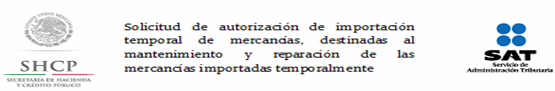 Solicitud de autorización de importación
temporal de mercancías, destinadas al
mantenimiento y reparación de las
mercancías importadas temporalmente
SHCP
SECRETARÍA DE HACIENDA
Y CRÉDITO PÚBLICO
SAT
Servicio de
Administración Tributaria